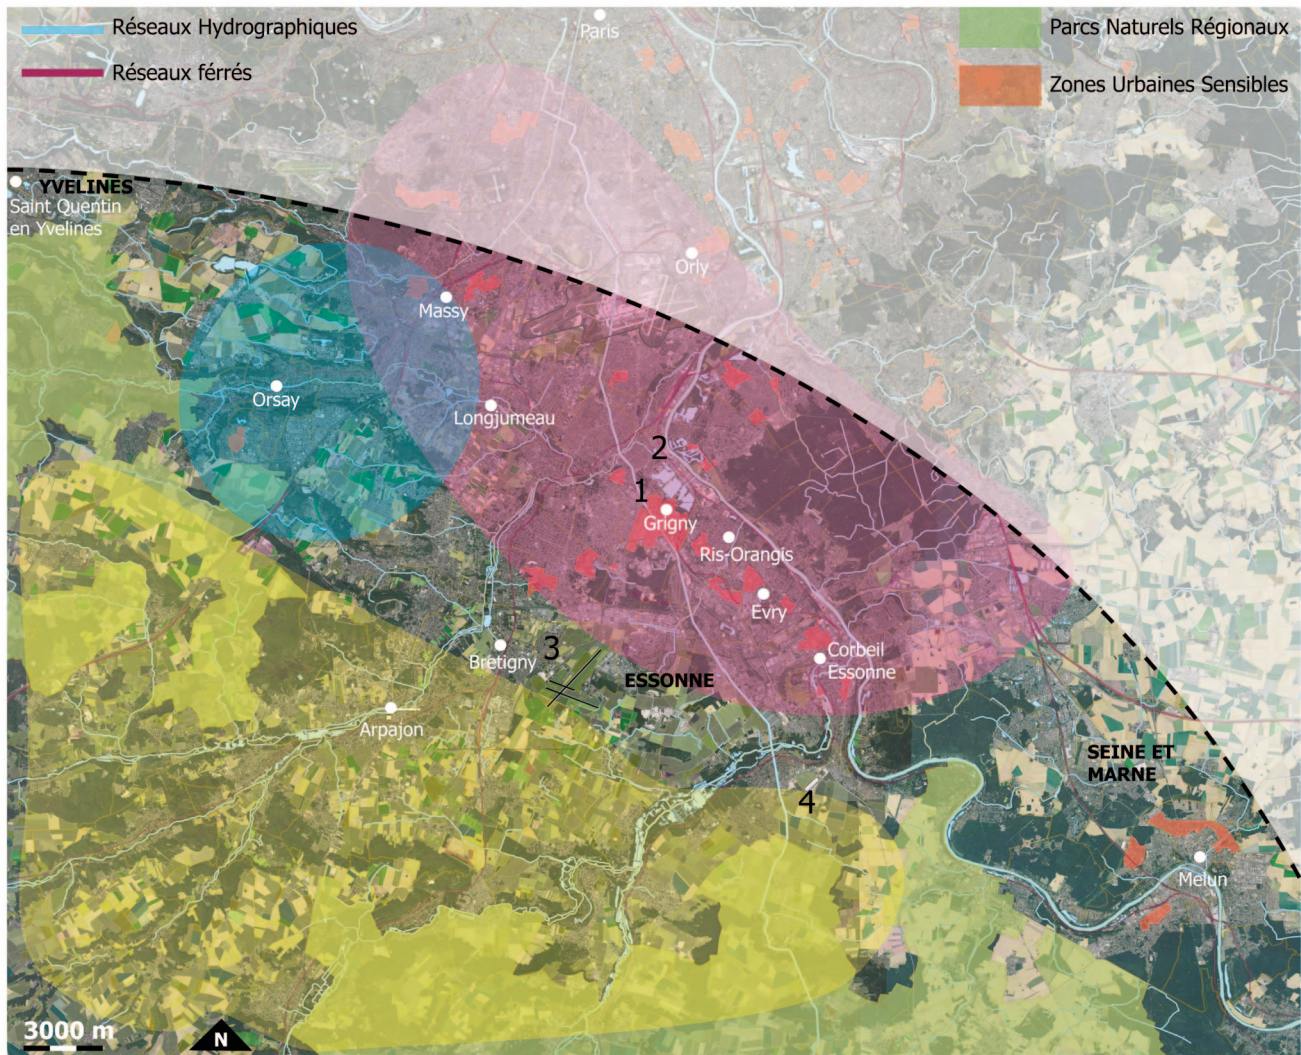 Réseaux Hydrographiques
Réseaux férrés
Paris
Parcs Naturels Régionaux
Zones Urbaines Sensibles
YVELINES
Saint Quentin
en Yvelines
Orly
Massy
Orsay
Longjumeau
2
1
Grigny
Ris-Orangis
Evry
3
Bretigny
Corbeil
Essonne
ESSONNE
Arpajon
SEINE ET
MARNE
4
Melun
3000 m
N